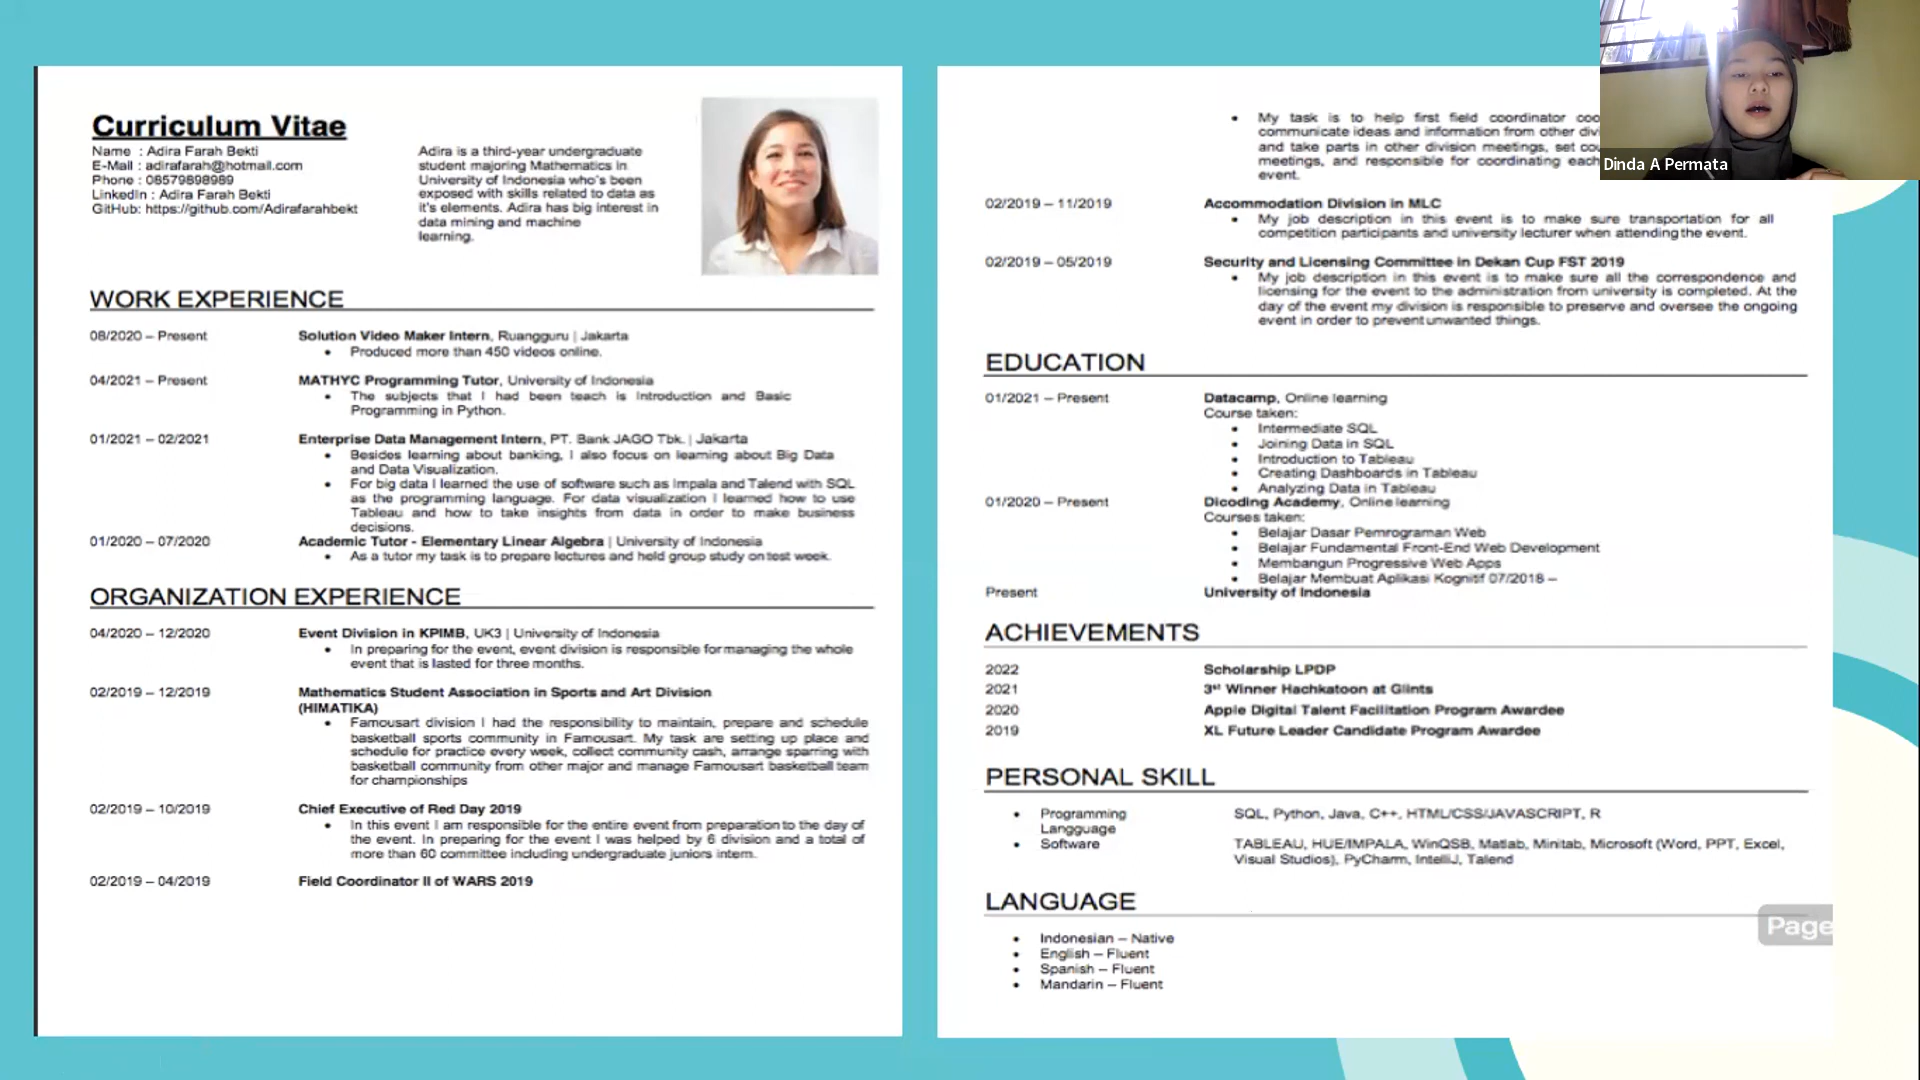 Curriculum Vitae
Name : Adira Farah Bekti
E-Mail : adirafarah@hotmail.com
Phone : 08579898989
LinkedIn : Adira Farah Bekti
GitHub: https://github.com/Adirafarahbekt
Adira is a third-year undergraduate
student majoring Mathematics in
University of Indonesia who's been
exposed with skills related to data as
it's elements. Adira has big interest in
data mining and machine
learning.
WORK EXPERIENCE
08/2020 – Present Solution Video Maker Intern, Ruangguru | Jakarta
• Produced more than 450 videos online.
04/2021 – Present MATHYC Programming Tutor, University of Indonesia
• The subjects that I had been teach is Introduction and Basic
Programming in Python.
01/2021 – 02/2021 Enterprise Data Management Intern, PT. Bank JAGO Tbk. | Jakarta
• Besides learning about banking, I also focus on learning about Big Data
and Data Visualization.
• For big data I learned the use of software such as Impala and Talend with SQL
as the programming language. For data visualization I learned how to use
Tableau and how to take insights from data in order to make business
decisions.
01/2020 – 07/2020 Academic Tutor - Elementary Linear Algebra | University of Indonesia
• As a tutor my task is to prepare lectures and held group study on test week.
ORGANIZATION EXPERIENCE
04/2020 – 12/2020 Event Division in KPIMB, UK3 | University of Indonesia
• In preparing for the event, event division is responsible for managing the whole
event that is lasted for three months.
02/2019 – 12/2019 Mathematics Student Association in Sports and Art Division
(HIMATIKA)
• Famousart division I had the responsibility to maintain, prepare and schedule
basketball sports community in Famousart. My task are setting up place and
schedule for practice every week, collect community cash, arrange sparring with
basketball community from other major and manage Famousart basketball team
for championships
02/2019 – 10/2019 Chief Executive of Red Day 2019
• In this event I am responsible for the entire event from preparation to the day of
the event. In preparing for the event I was helped by 6 division and a total of
more than 60 committee including undergraduate juniors intern.
02/2019 – 04/2019 Field Coordinator II of WARS 2019
• My task is to help first field coordinator
communicate ideas and information from other
and take parts in other division meetings, set
meetings, and responsible for coordinating each
event.
02/2019 – 11/2019 Accommodation Division in MLC
• My job description in this event is to make sure transportation for all
competition participants and university lecturer when attending the event.
02/2019 – 05/2019 Security and Licensing Committee in Dekan Cup FST 2019
• My job description in this event is to make sure all the correspondence and
licensing for the event to the administration from university is completed. At the
day of the event my division is responsible to preserve and oversee the ongoing
event in order to prevent unwanted things.
EDUCATION
01/2021 – Present Datacamp, Online learning
Course taken:
• Intermediate SQL
• Joining Data in SQL
• Introduction to Tableau
• Creating Dashboards in Tableau
• Analyzing Data in Tableau
01/2020 – Present Dicoding Academy, Online learning
Courses taken:
• Belajar Dasar Pemrograman Web
• Belajar Fundamental Front-End Web Development
• Membangun Progressive Web Apps
• Belajar Membuat Aplikasi Kognitif 07/2018 –
Present University of Indonesia
ACHIEVEMENTS
2022 Scholarship LPDP
2021 3st Winner Hachkatoon at Glints
2020 Apple Digital Talent Facilitation Program Awardee
2019 XL Future Leader Candidate Program Awardee
PERSONAL SKILL
• Programming SQL, Python, Java, C++, HTML/CSS/JAVASCRIPT, R
Langguage
• Software TABLEAU, HUE/IMPALA, WinQSB, Matlab, Minitab, Microsoft (Word, PPT, Excel,
Visual Studios), PyCharm, IntelliJ, Talend
LANGUAGE
• Indonesian – Native
• English – Fluent
• Spanish – Fluent
• Mandarin – Fluent
Page
Dinda A Permata